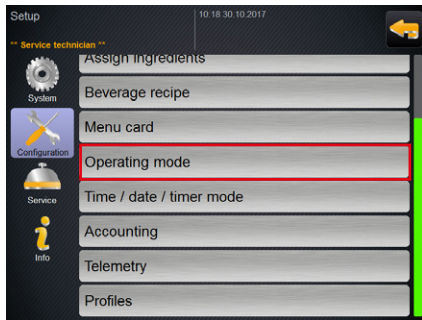 Setup
10:18 30.10.2017
** Service technician **
Assign ingredients
System
Beverage recipe
Menu card
Configuration
Operating mode
Service
Time / date / timer mode
Accounting
Info
Telemetry
Profiles